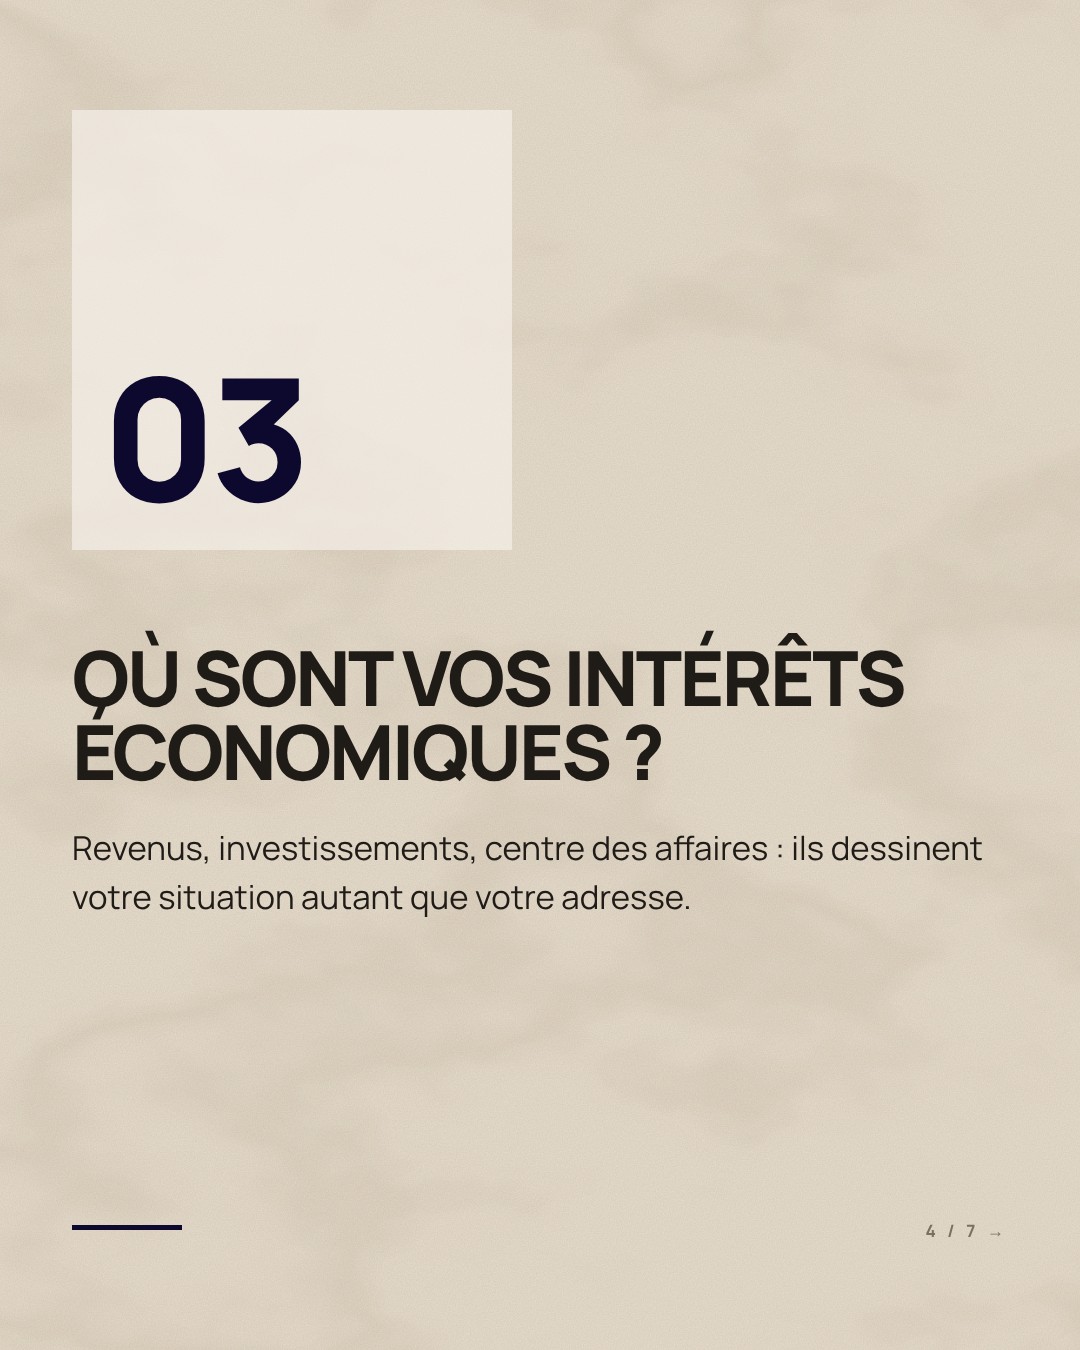 03
OÙ SONT VOS INTÉRÊTS
ÉCONOMIQUES ?
Revenus, investissements, centre des affaires : ils dessinent
votre situation autant que votre adresse.
4 / 7 →